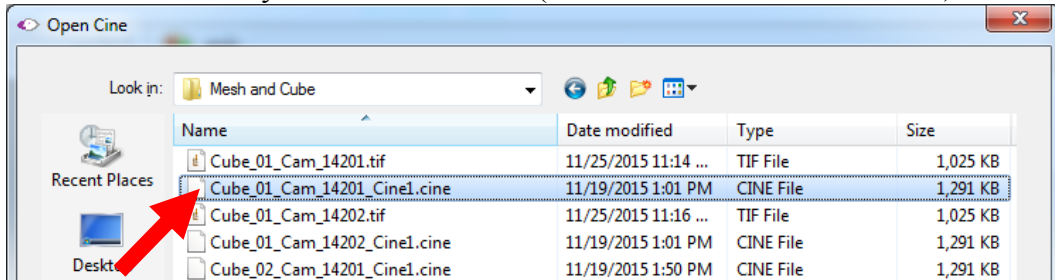 Open Cine
x
Look in: Mesh and Cube
Name Date modified Type Size
Cube_01_Cam_14201.tif 11/25/2015 11:14 ... TIF File 1,025 KB
Recent Places
Cube_01_Cam_14201_Cine1.cine 11/19/2015 1:01 PM CINE File 1,291 KB
Cube_01_Cam_14202.tif 11/25/2015 11:16 ... TIF File 1,025 KB
Cube_01_Cam_14202_Cine1.cine 11/19/2015 1:01 PM CINE File 1,291 KB
Cube_02_Cam_14201_Cine1.cine 11/19/2015 1:50 PM CINE File 1,291 KB